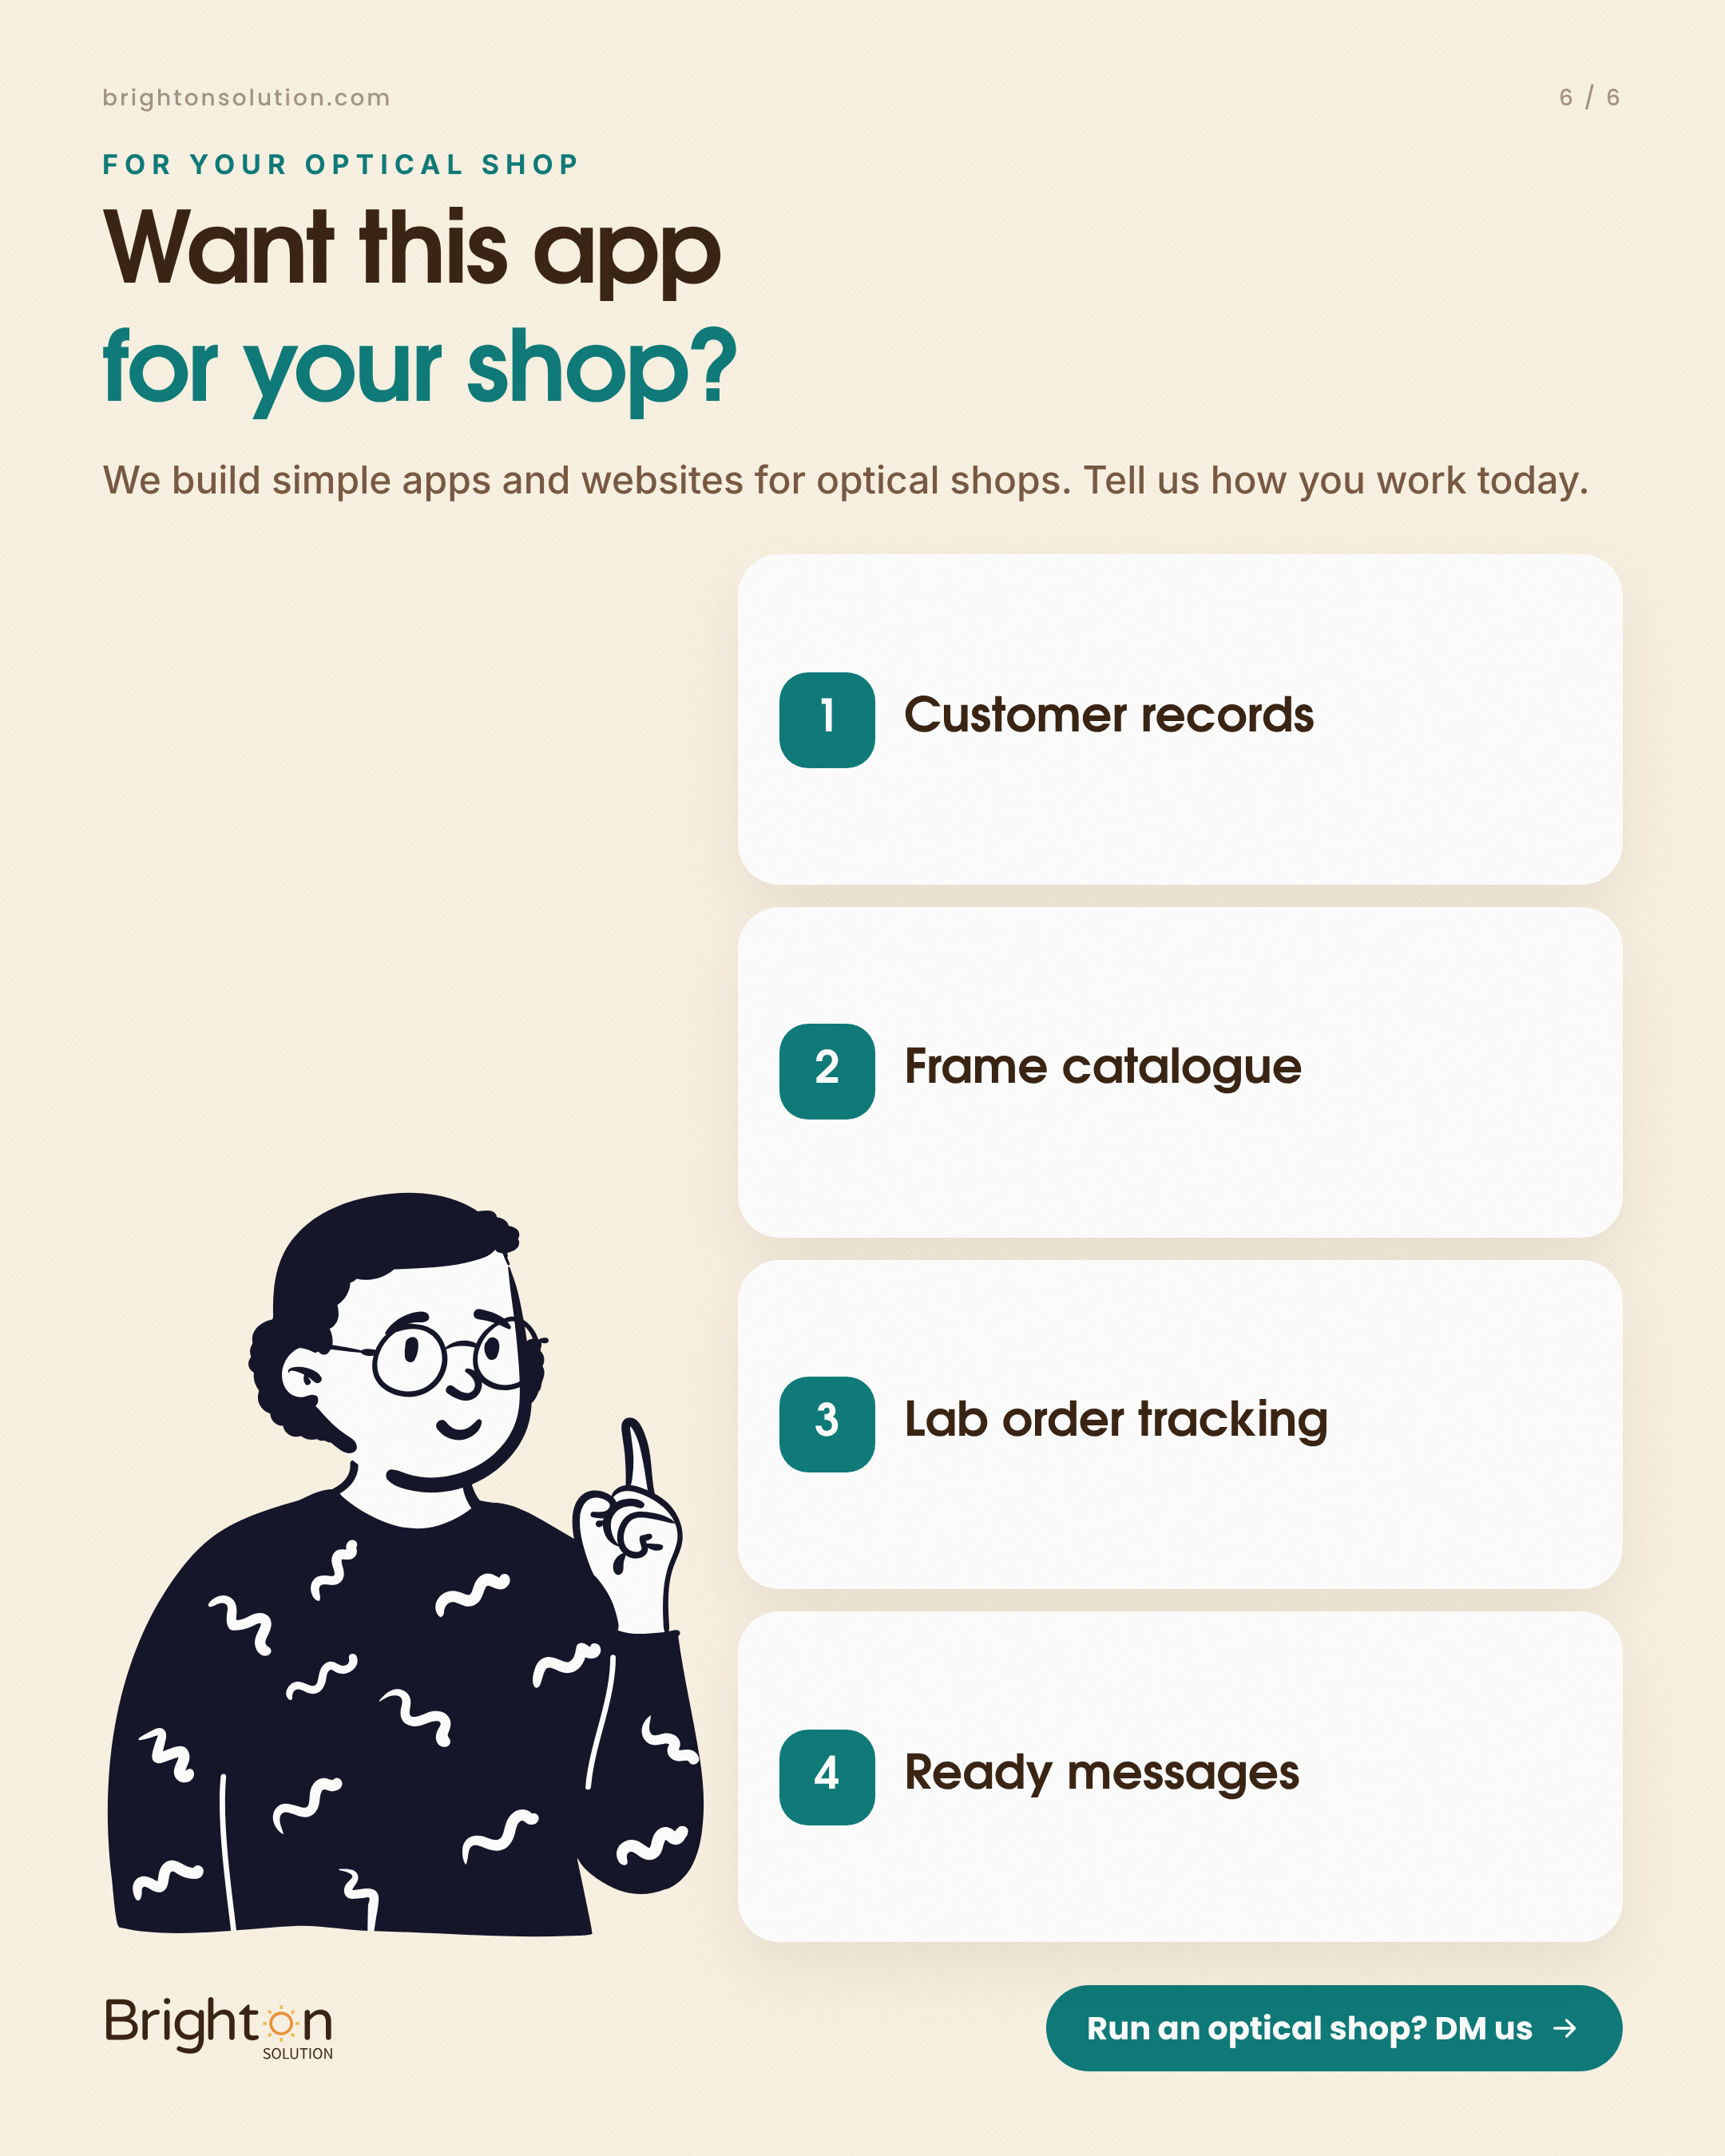 brightonsolution.com
6 / 6
FOR YOUR OPTICAL SHOP
Want this app
for your shop?
We build simple apps and websites for optical shops. Tell us how you work today.
1 Customer records
2 Frame catalogue
3 Lab order tracking
4 Ready messages
Brighton
SOLUTION
Run an optical shop? DM us →